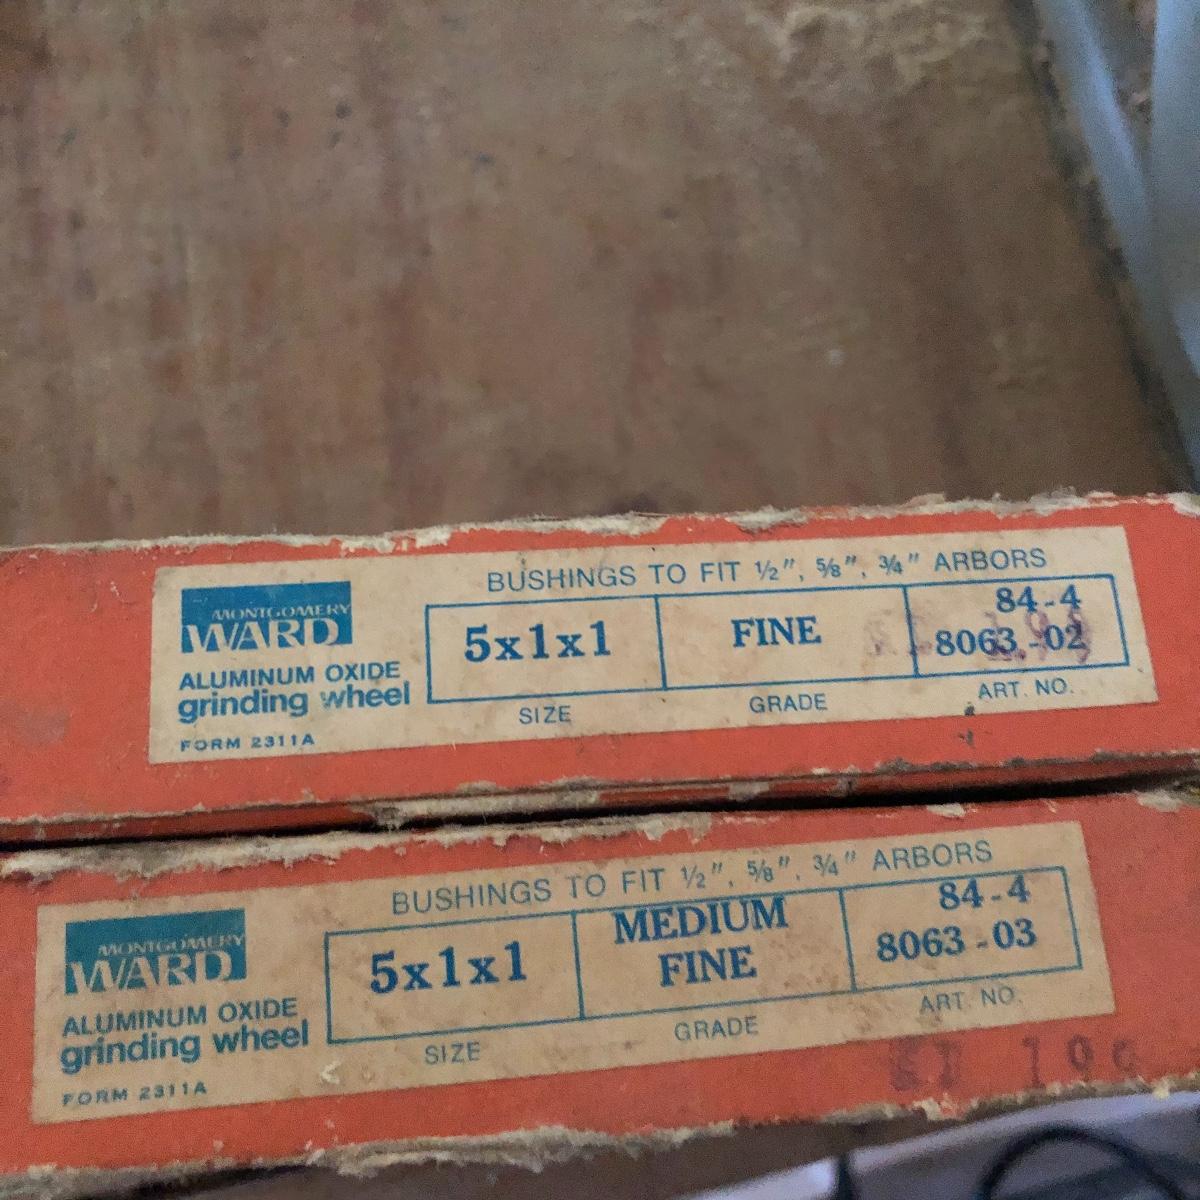 BUSHINGS TO FIT ½", ⅝", ¾" ARBORS
MONTGOMERY
WARD
ALUMINUM OXIDE
grinding wheel
FORM 2311A
5x1x1
SIZE
FINE
GRADE
84-4
8063-02
ART. NO.
BUSHINGS TO FIT ½", ⅝", ¾" ARBORS
MONTGOMERY
WARD
ALUMINUM OXIDE
grinding wheel
FORM 2311A
5x1x1
SIZE
MEDIUM
FINE
GRADE
84-4
8063-03
ART. NO.